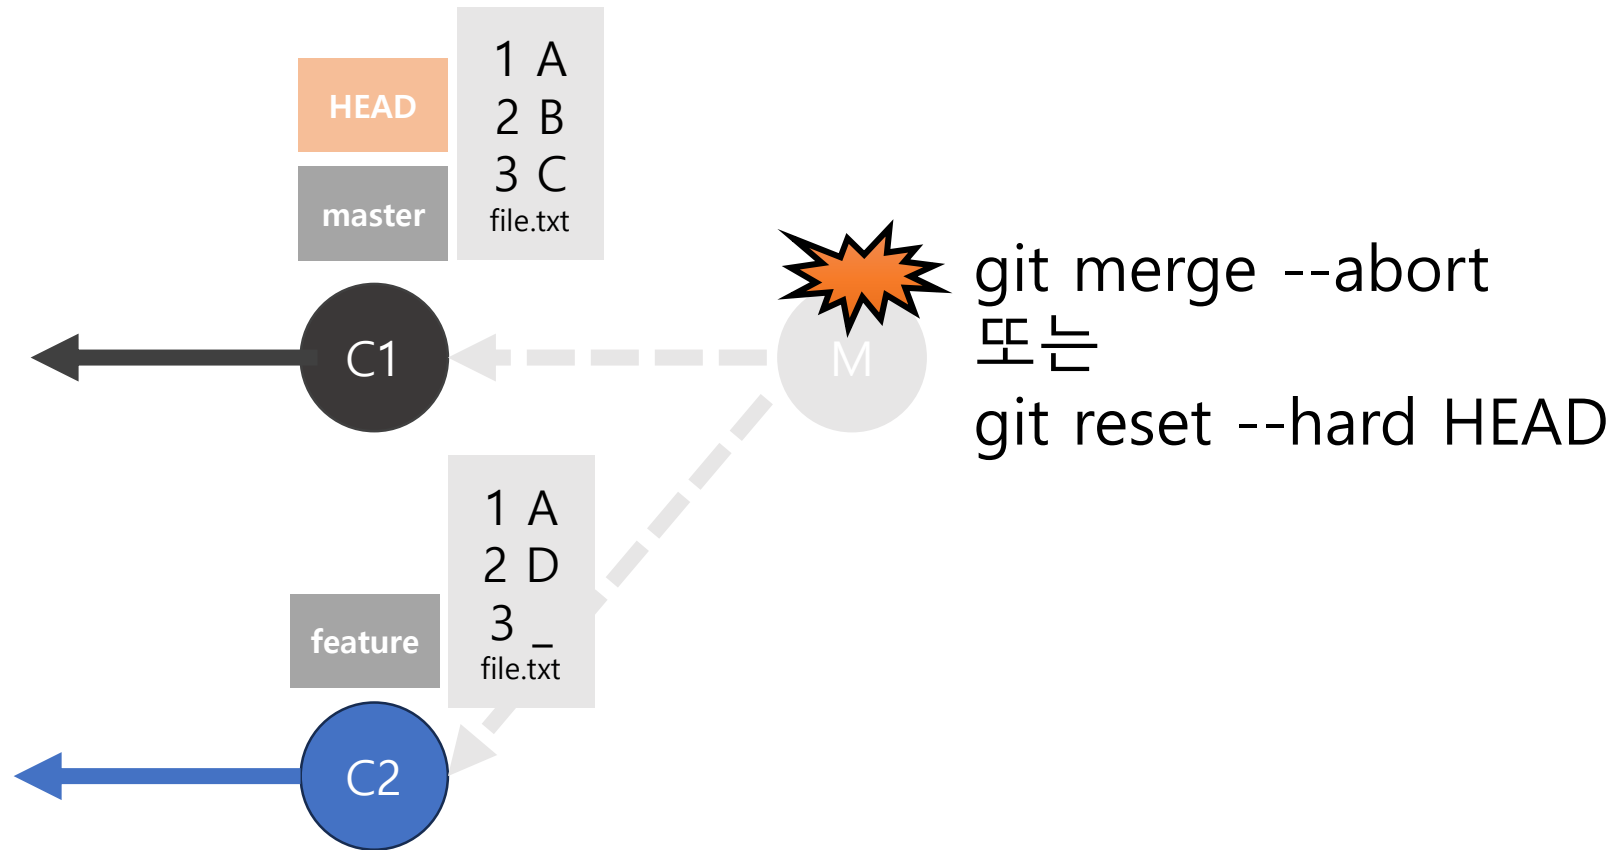 HEAD
master
1 A
2 B
3 C
file.txt
C1
M
git merge --abort
또는
git reset --hard HEAD
feature
1 A
2 D
3 _
file.txt
C2